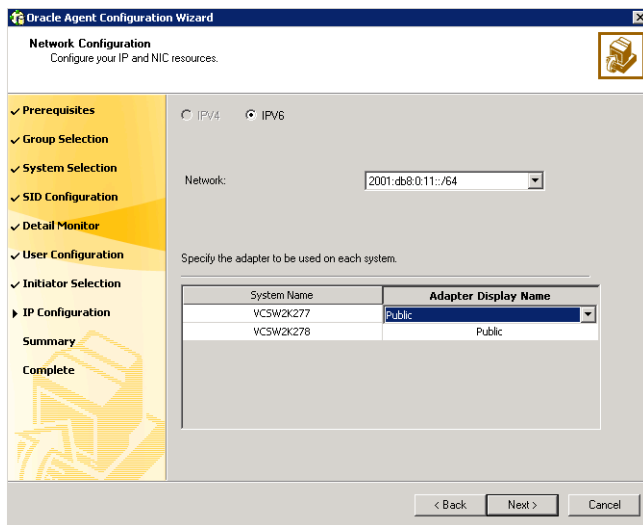 Oracle Agent Configuration Wizard
Network Configuration
Configure your IP and NIC resources.
Prerequisites
Group Selection
System Selection
SID Configuration
Detail Monitor
User Configuration
Initiator Selection
IP Configuration
Summary
Complete
IPV4 IPV6
Network: 2001:db8:0:11::/64
Specify the adapter to be used on each system.
System Name Adapter Display Name
VCSW2K277 Public
VCSW2K278 Public
< Back Next > Cancel